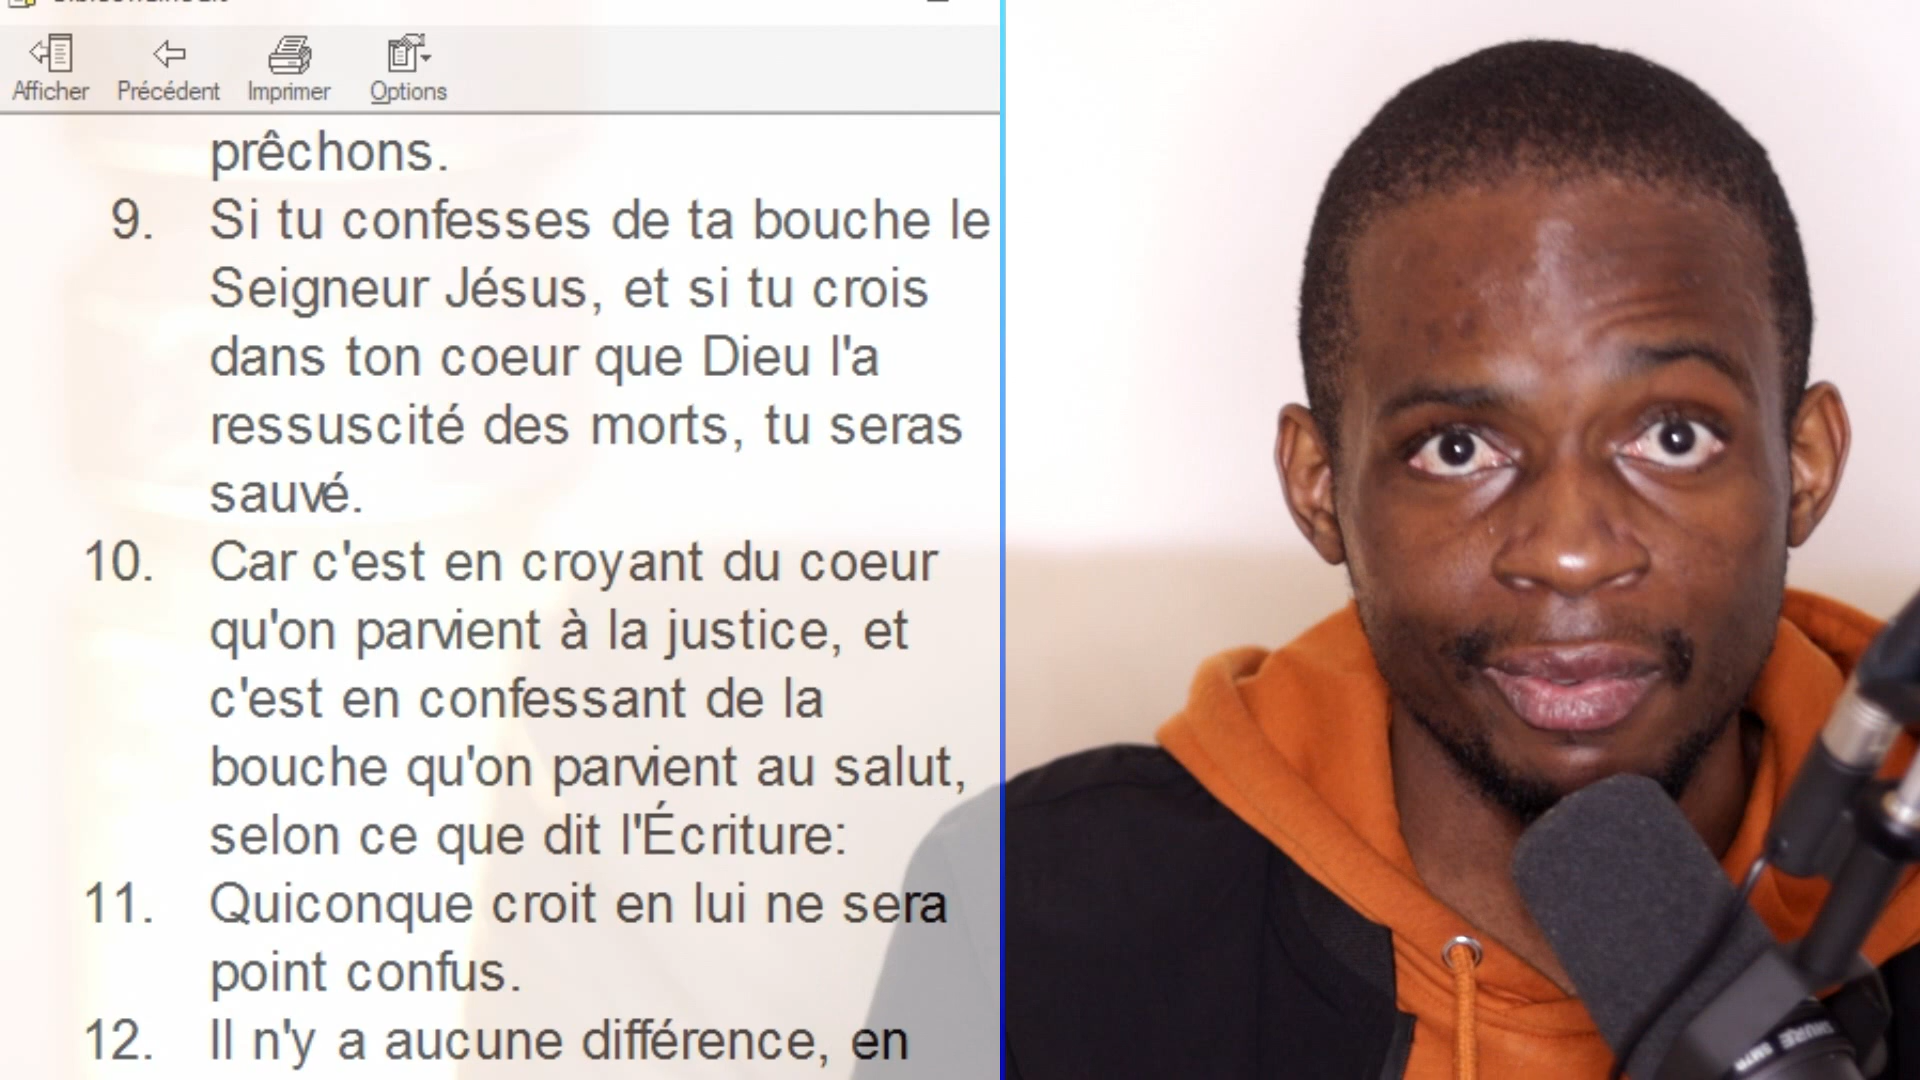 Afficher Précédent Imprimer Options
prêchons.
9. Si tu confesses de ta bouche le
Seigneur Jésus, et si tu crois
dans ton coeur que Dieu l'a
ressuscité des morts, tu seras
sauvé.
10. Car c'est en croyant du coeur
qu'on parvient à la justice, et
c'est en confessant de la
bouche qu'on parvient au salut,
selon ce que dit l'Écriture:
11. Quiconque croit en lui ne sera
point confus.
12. Il n'y a aucune différence, en
SHURE SM7B